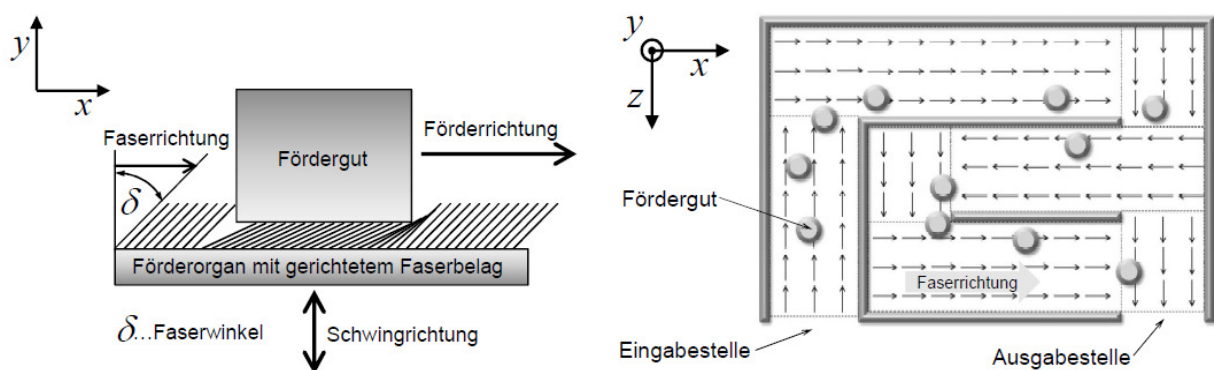 y
x
Faserrichtung
δ
Fördergut
Förderrichtung
Förderorgan mit gerichtetem Faserbelag
δ...Faserwinkel
Schwingrichtung
y
x
z
Fördergut
Faserrichtung
Eingabestelle
Ausgabestelle